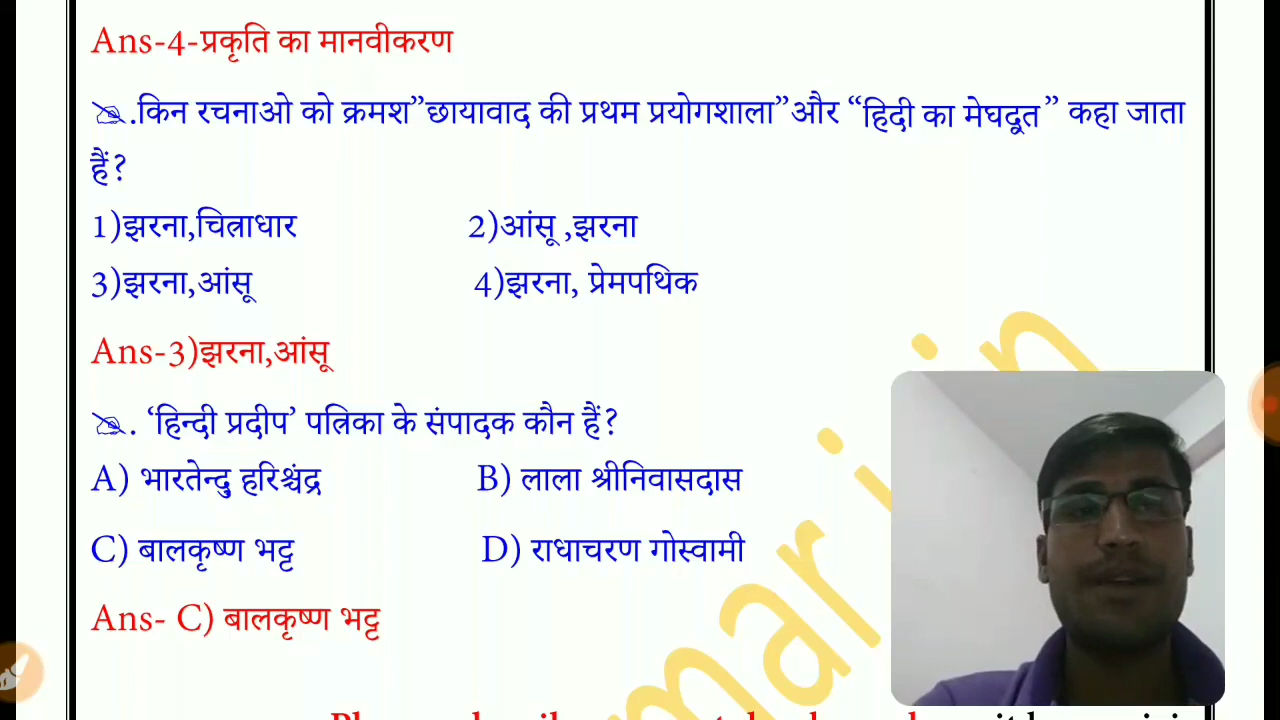 Ans-4-प्रकृति का मानवीकरण
.किन रचनाओ को क्रमश”छायावाद की प्रथम प्रयोगशाला”और “हिदी का मेघदूत” कहा जाता
हैं?
1)झरना,चित्राधार 2)आंसू ,झरना
3)झरना,आंसू 4)झरना, प्रेमपथिक
Ans-3)झरना,आंसू
. ‘हिन्दी प्रदीप’ पत्रिका के संपादक कौन हैं?
A) भारतेन्दु हरिश्चंद्र B) लाला श्रीनिवासदास
C) बालकृष्ण भट्ट D) राधाचरण गोस्वामी
Ans- C) बालकृष्ण भट्ट